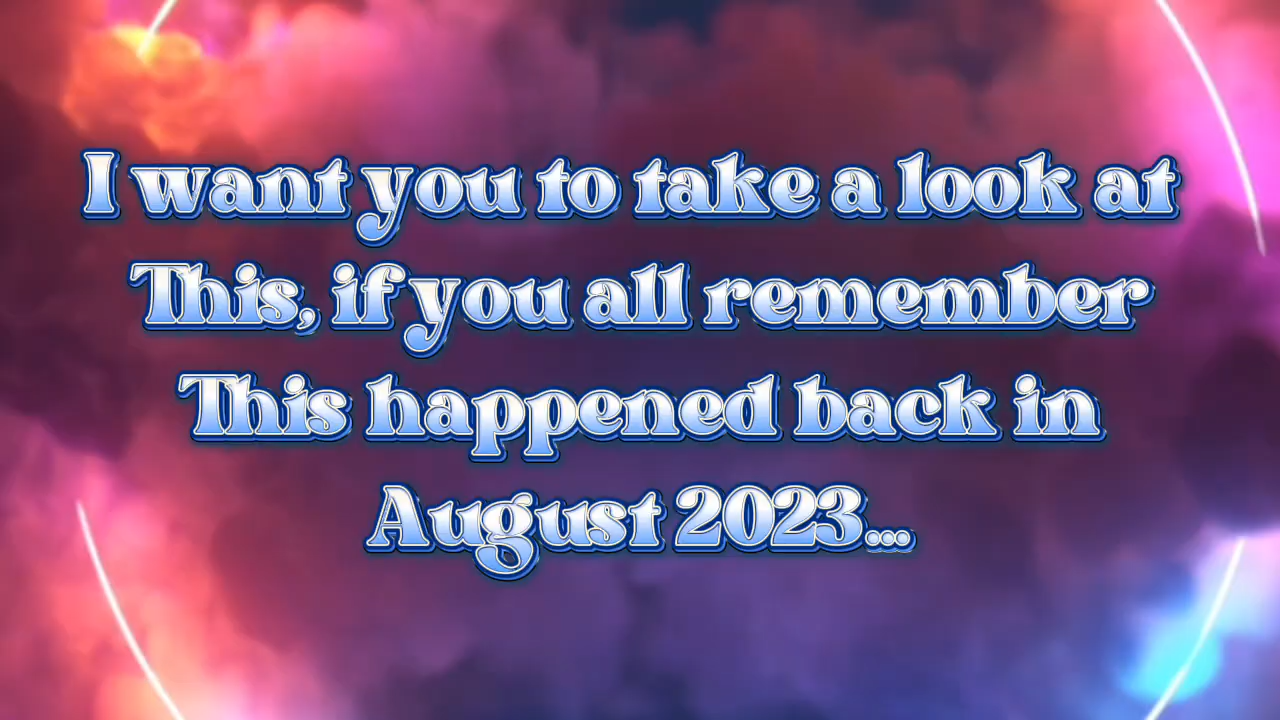 I want you to take a look at
This, if you all remember
This happened back in
August 2023...